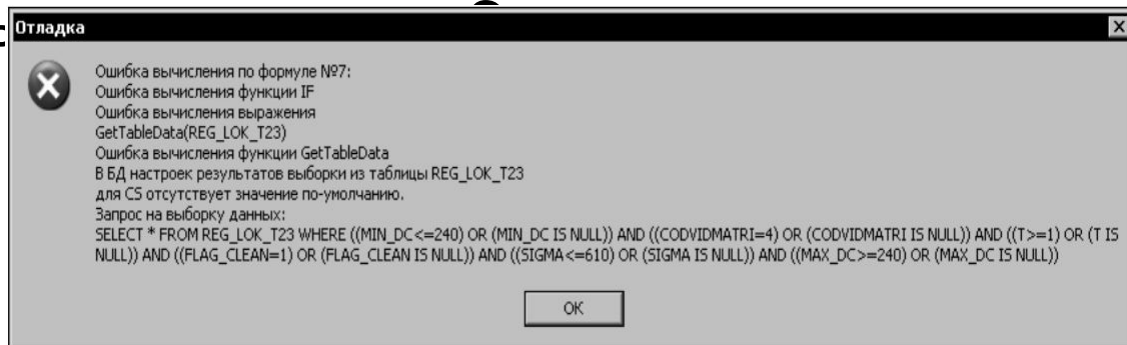 Отладка
Ошибка вычисления по формуле №7:
Ошибка вычисления функции IF
Ошибка вычисления выражения
GetTableData(REG_LOK_T23)
Ошибка вычисления функции GetTableData
В БД настроек результатов выборки из таблицы REG_LOK_T23
для CS отсутствует значение по-умолчанию.
Запрос на выборку данных:
SELECT * FROM REG_LOK_T23 WHERE ((MIN_DC<=240) OR (MIN_DC IS NULL)) AND ((CODVIDMATRI=4) OR (CODVIDMATRI IS NULL)) AND ((T>=1) OR (T IS
NULL)) AND ((FLAG_CLEAN=1) OR (FLAG_CLEAN IS NULL)) AND ((SIGMA<=610) OR (SIGMA IS NULL)) AND ((MAX_DC>=240) OR (MAX_DC IS NULL))
OK